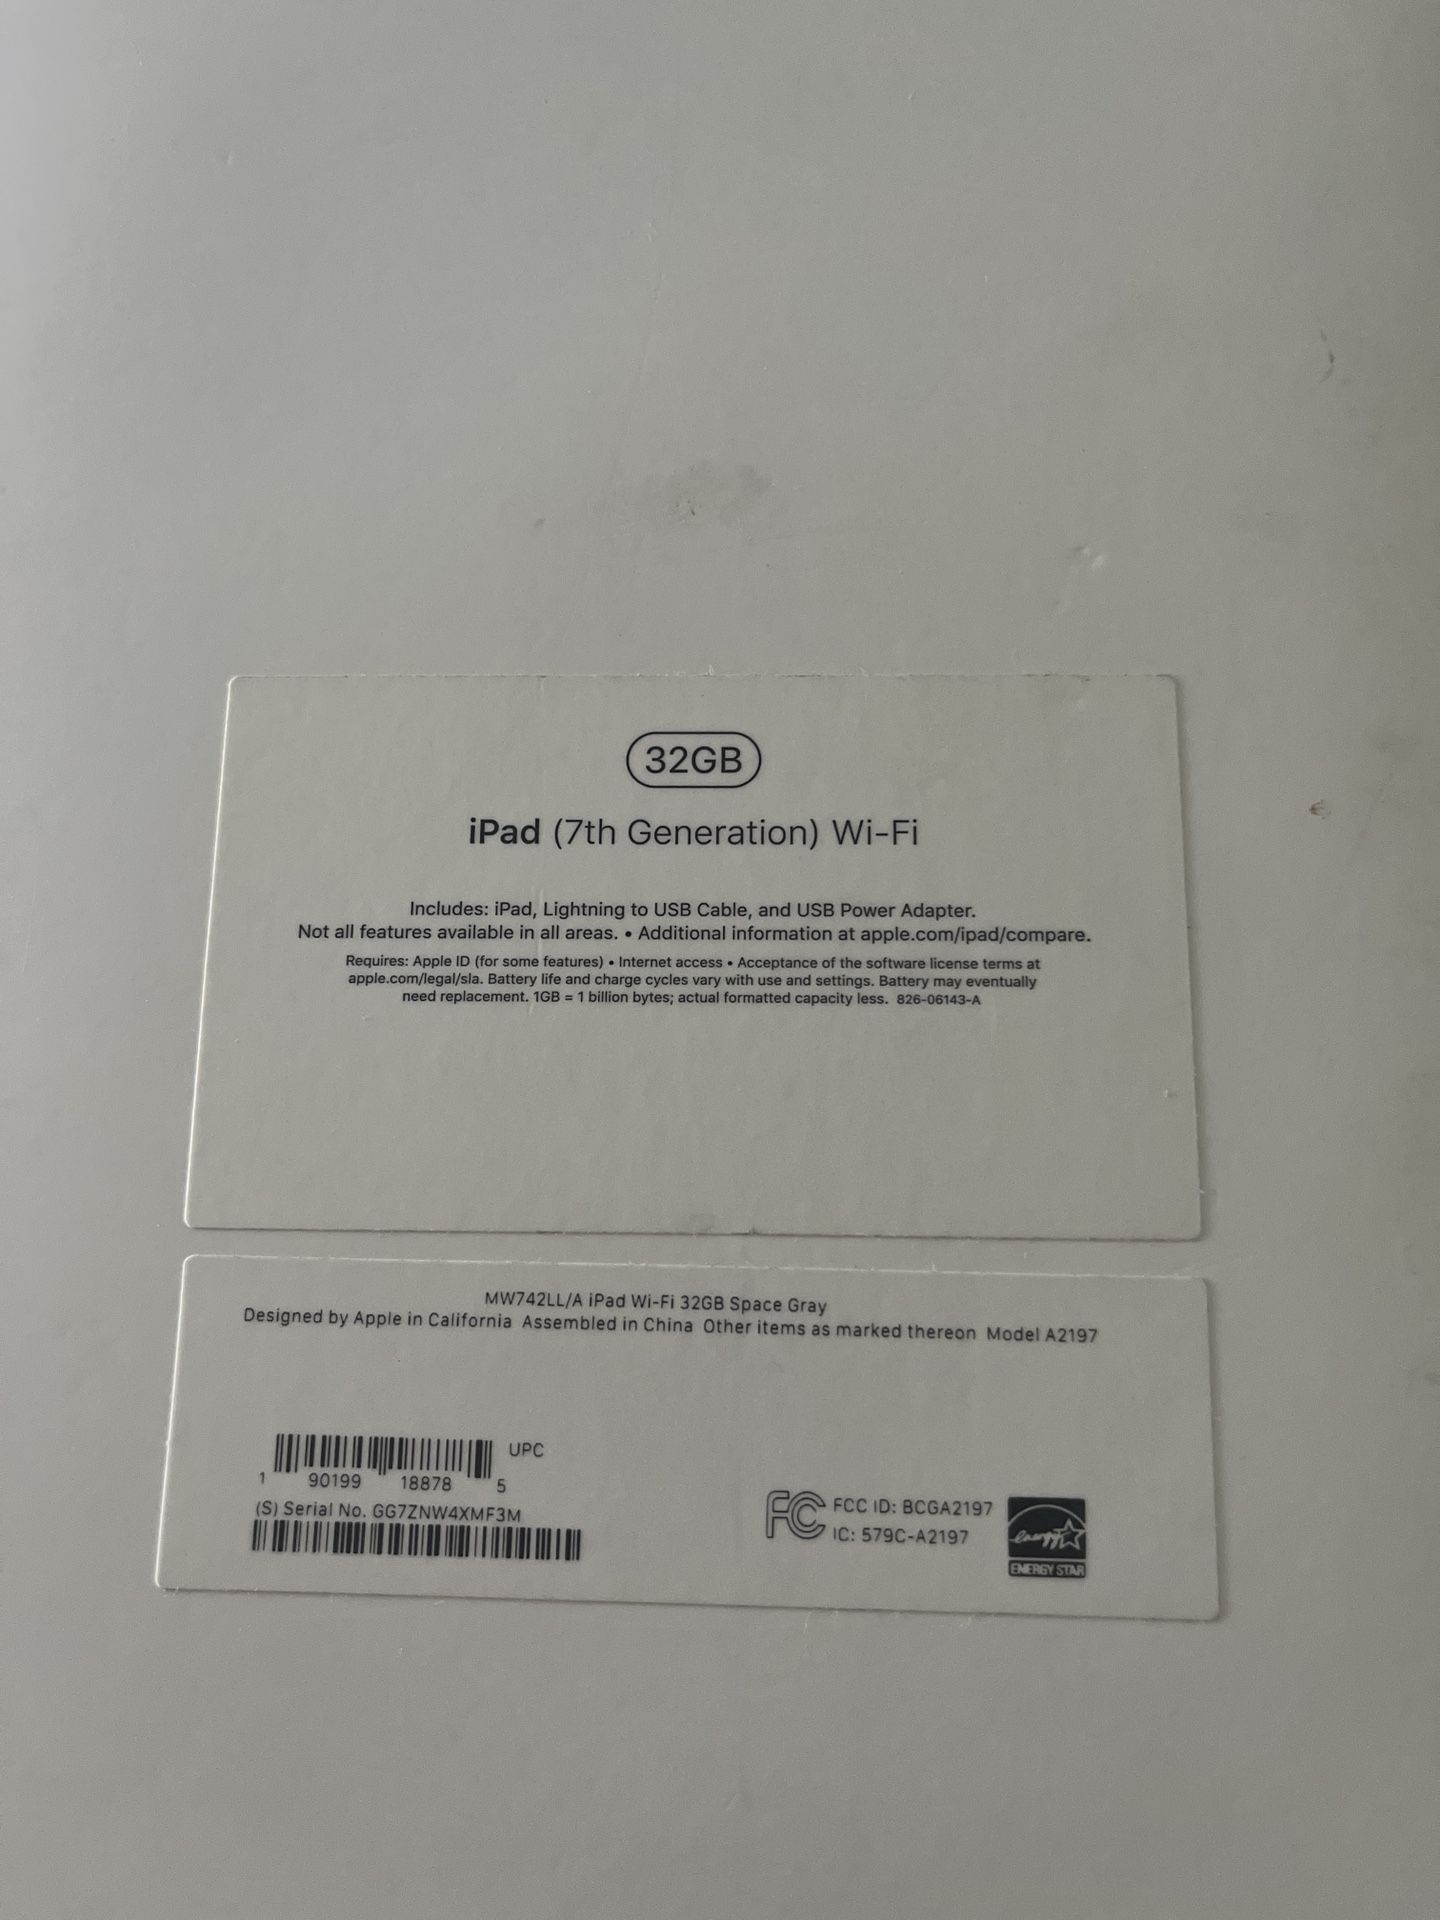 32GB
iPad (7th Generation) Wi-Fi
Includes: iPad, Lightning to USB Cable, and USB Power Adapter.
Not all features available in all areas. • Additional information at apple.com/ipad/compare.
Requires: Apple ID (for some features) • Internet access • Acceptance of the software license terms at
apple.com/legal/sla. Battery life and charge cycles vary with use and settings. Battery may eventually
need replacement. 1GB = 1 billion bytes; actual formatted capacity less. 826-06143-A
MW742LL/A iPad Wi-Fi 32GB Space Gray
Designed by Apple in California Assembled in China Other items as marked thereon Model A2197
UPC
1 90199 18878 5
(S) Serial No. GG7ZNW4XMF3M
FC FCC ID: BCGA2197
IC: 579C-A2197
energy
ENERGY STAR